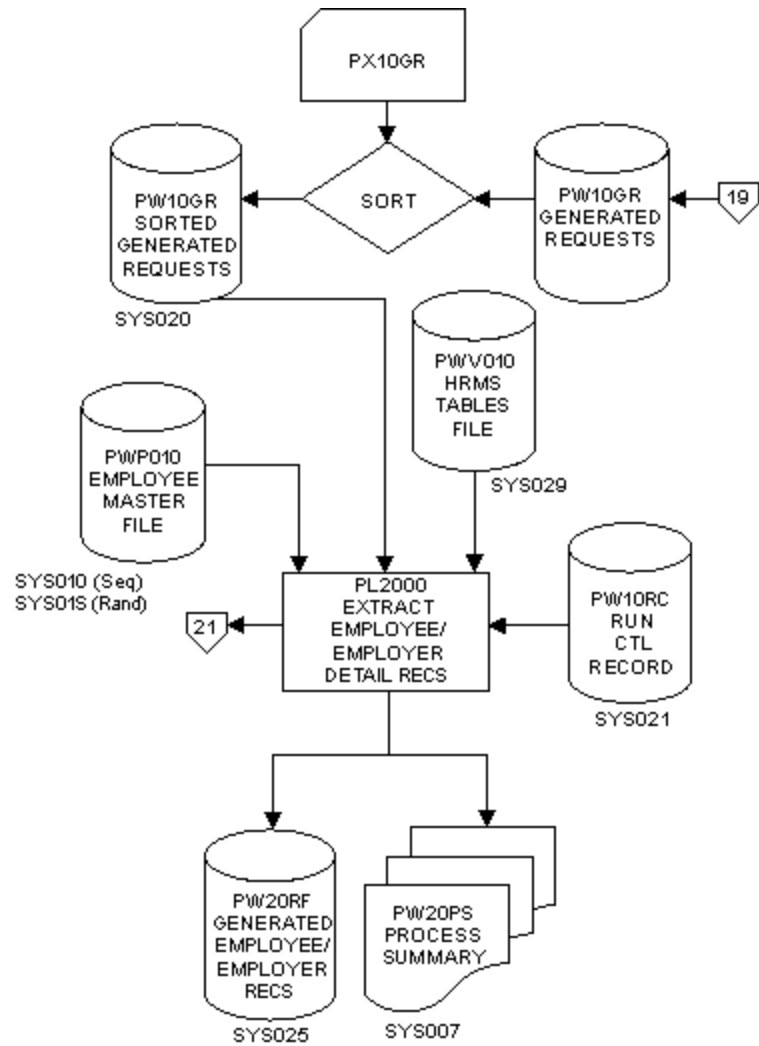 PX10GR
PW10GR
SORTED
GENERATED
REQUESTS
SORT
PW10GR
GENERATED
REQUESTS
19
SYS020
PWV010
HRMS
TABLES
FILE
SYS029
PWP010
EMPLOYEE
MASTER
FILE
SYS010 (Seq)
SYS01S (Rand)
21
PL2000
EXTRACT
EMPLOYEE/
EMPLOYER
DETAIL RECS
PW10RC
RUN
CTL
RECORD
SYS021
PW20RF
GENERATED
EMPLOYEE/
EMPLOYER
RECS
SYS025
PW20PS
PROCESS
SUMMARY
SYS007